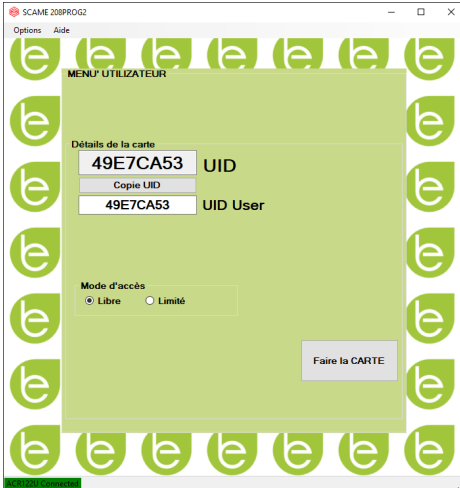 SCAME 208PROG2
Options Aide
MENU' UTILIZATEUR
Détails de la carte
49E7CA53 UID
Copie UID
49E7CA53 UID User
Mode d'accès
Libre Limité
Faire la CARTE
ACR122U Connected